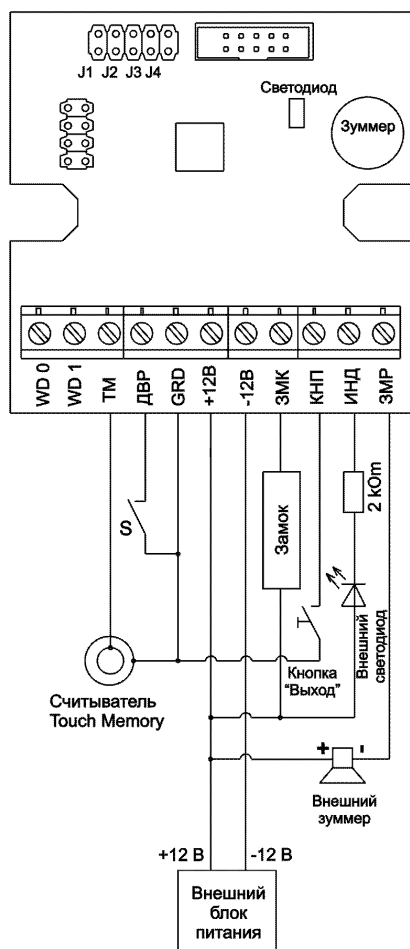 J1 J2 J3 J4
Светодиод
Зуммер
WD 0
WD 1
TM
ДВР
GRD
+12В
-12В
ЗМК
КНП
ИНД
ЗМР
S
Замок
2 kOm
Внешний
светодиод
Кнопка
“Выход”
Считыватель
Touch Memory
+ -
Внешний
зуммер
+12 В
-12 В
Внешний
блок
питания